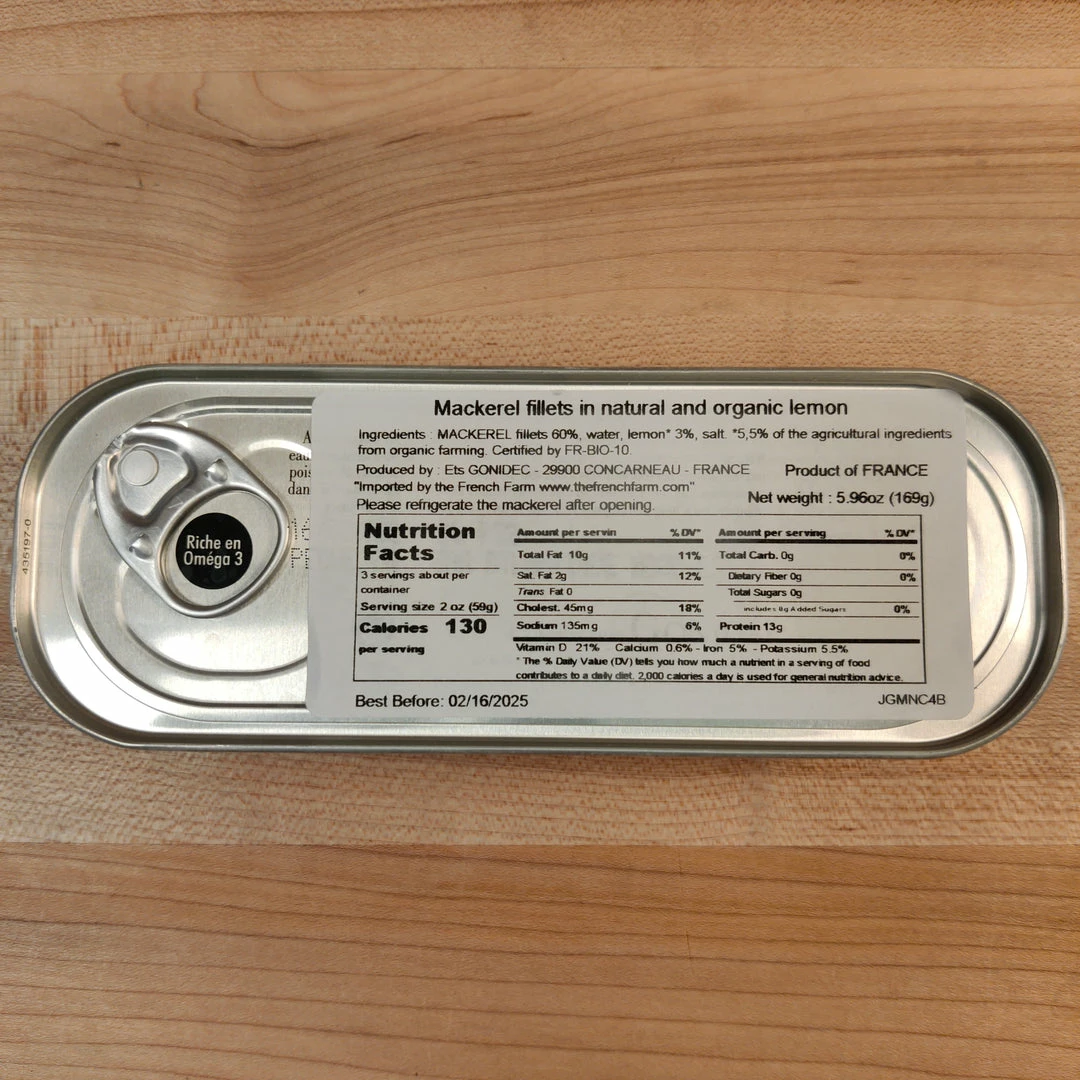 435197-0
Riche en
Oméga 3
A
eau
pois
dan
Mackerel fillets in natural and organic lemon
Ingredients : MACKEREL fillets 60%, water, lemon* 3%, salt. *5,5% of the agricultural ingredients
from organic farming. Certified by FR-BIO-10.
Produced by : Ets GONIDEC - 29900 CONCARNEAU - FRANCE Product of FRANCE
"Imported by the French Farm www.thefrenchfarm.com"
Net weight : 5.96oz (169g)
Please refrigerate the mackerel after opening.
Nutrition
Facts
3 servings about per
container
Serving size 2 oz (59g)
Calories 130
per serving
Amount per servin % DV*
Total Fat 10g 11%
Sat. Fat 2g 12%
Trans Fat 0
Cholest. 45mg 18%
Sodium 135mg 6%
Amount per serving % DV*
Total Carb. 0g 0%
Dietary Fiber 0g 0%
Total Sugars 0g
includes 0g Added Sugars 0%
Protein 13g
Vitamin D 21% Calcium 0.6% - Iron 5% - Potassium 5.5%
* The % Daily Value (DV) tells you how much a nutrient in a serving of food
contributes to a daily diet. 2,000 calories a day is used for general nutrition advice.
Best Before: 02/16/2025 JGMNC4B